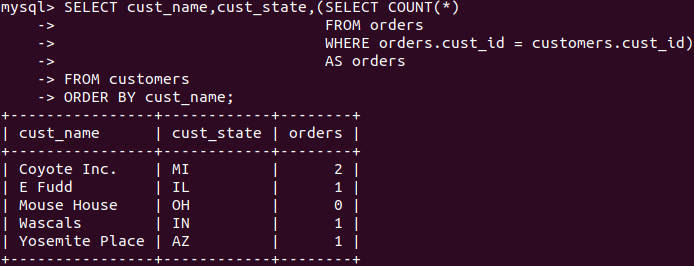 mysql> SELECT cust_name,cust_state,(SELECT COUNT(*)
    ->                               FROM orders
    ->                               WHERE orders.cust_id = customers.cust_id)
    ->                               AS orders
    -> FROM customers
    -> ORDER BY cust_name;
+----------------+------------+--------+
| cust_name      | cust_state | orders |
+----------------+------------+--------+
| Coyote Inc.    | MI         |      2 |
| E Fudd         | IL         |      1 |
| Mouse House    | OH         |      0 |
| Wascals        | IN         |      1 |
| Yosemite Place | AZ         |      1 |
+----------------+------------+--------+